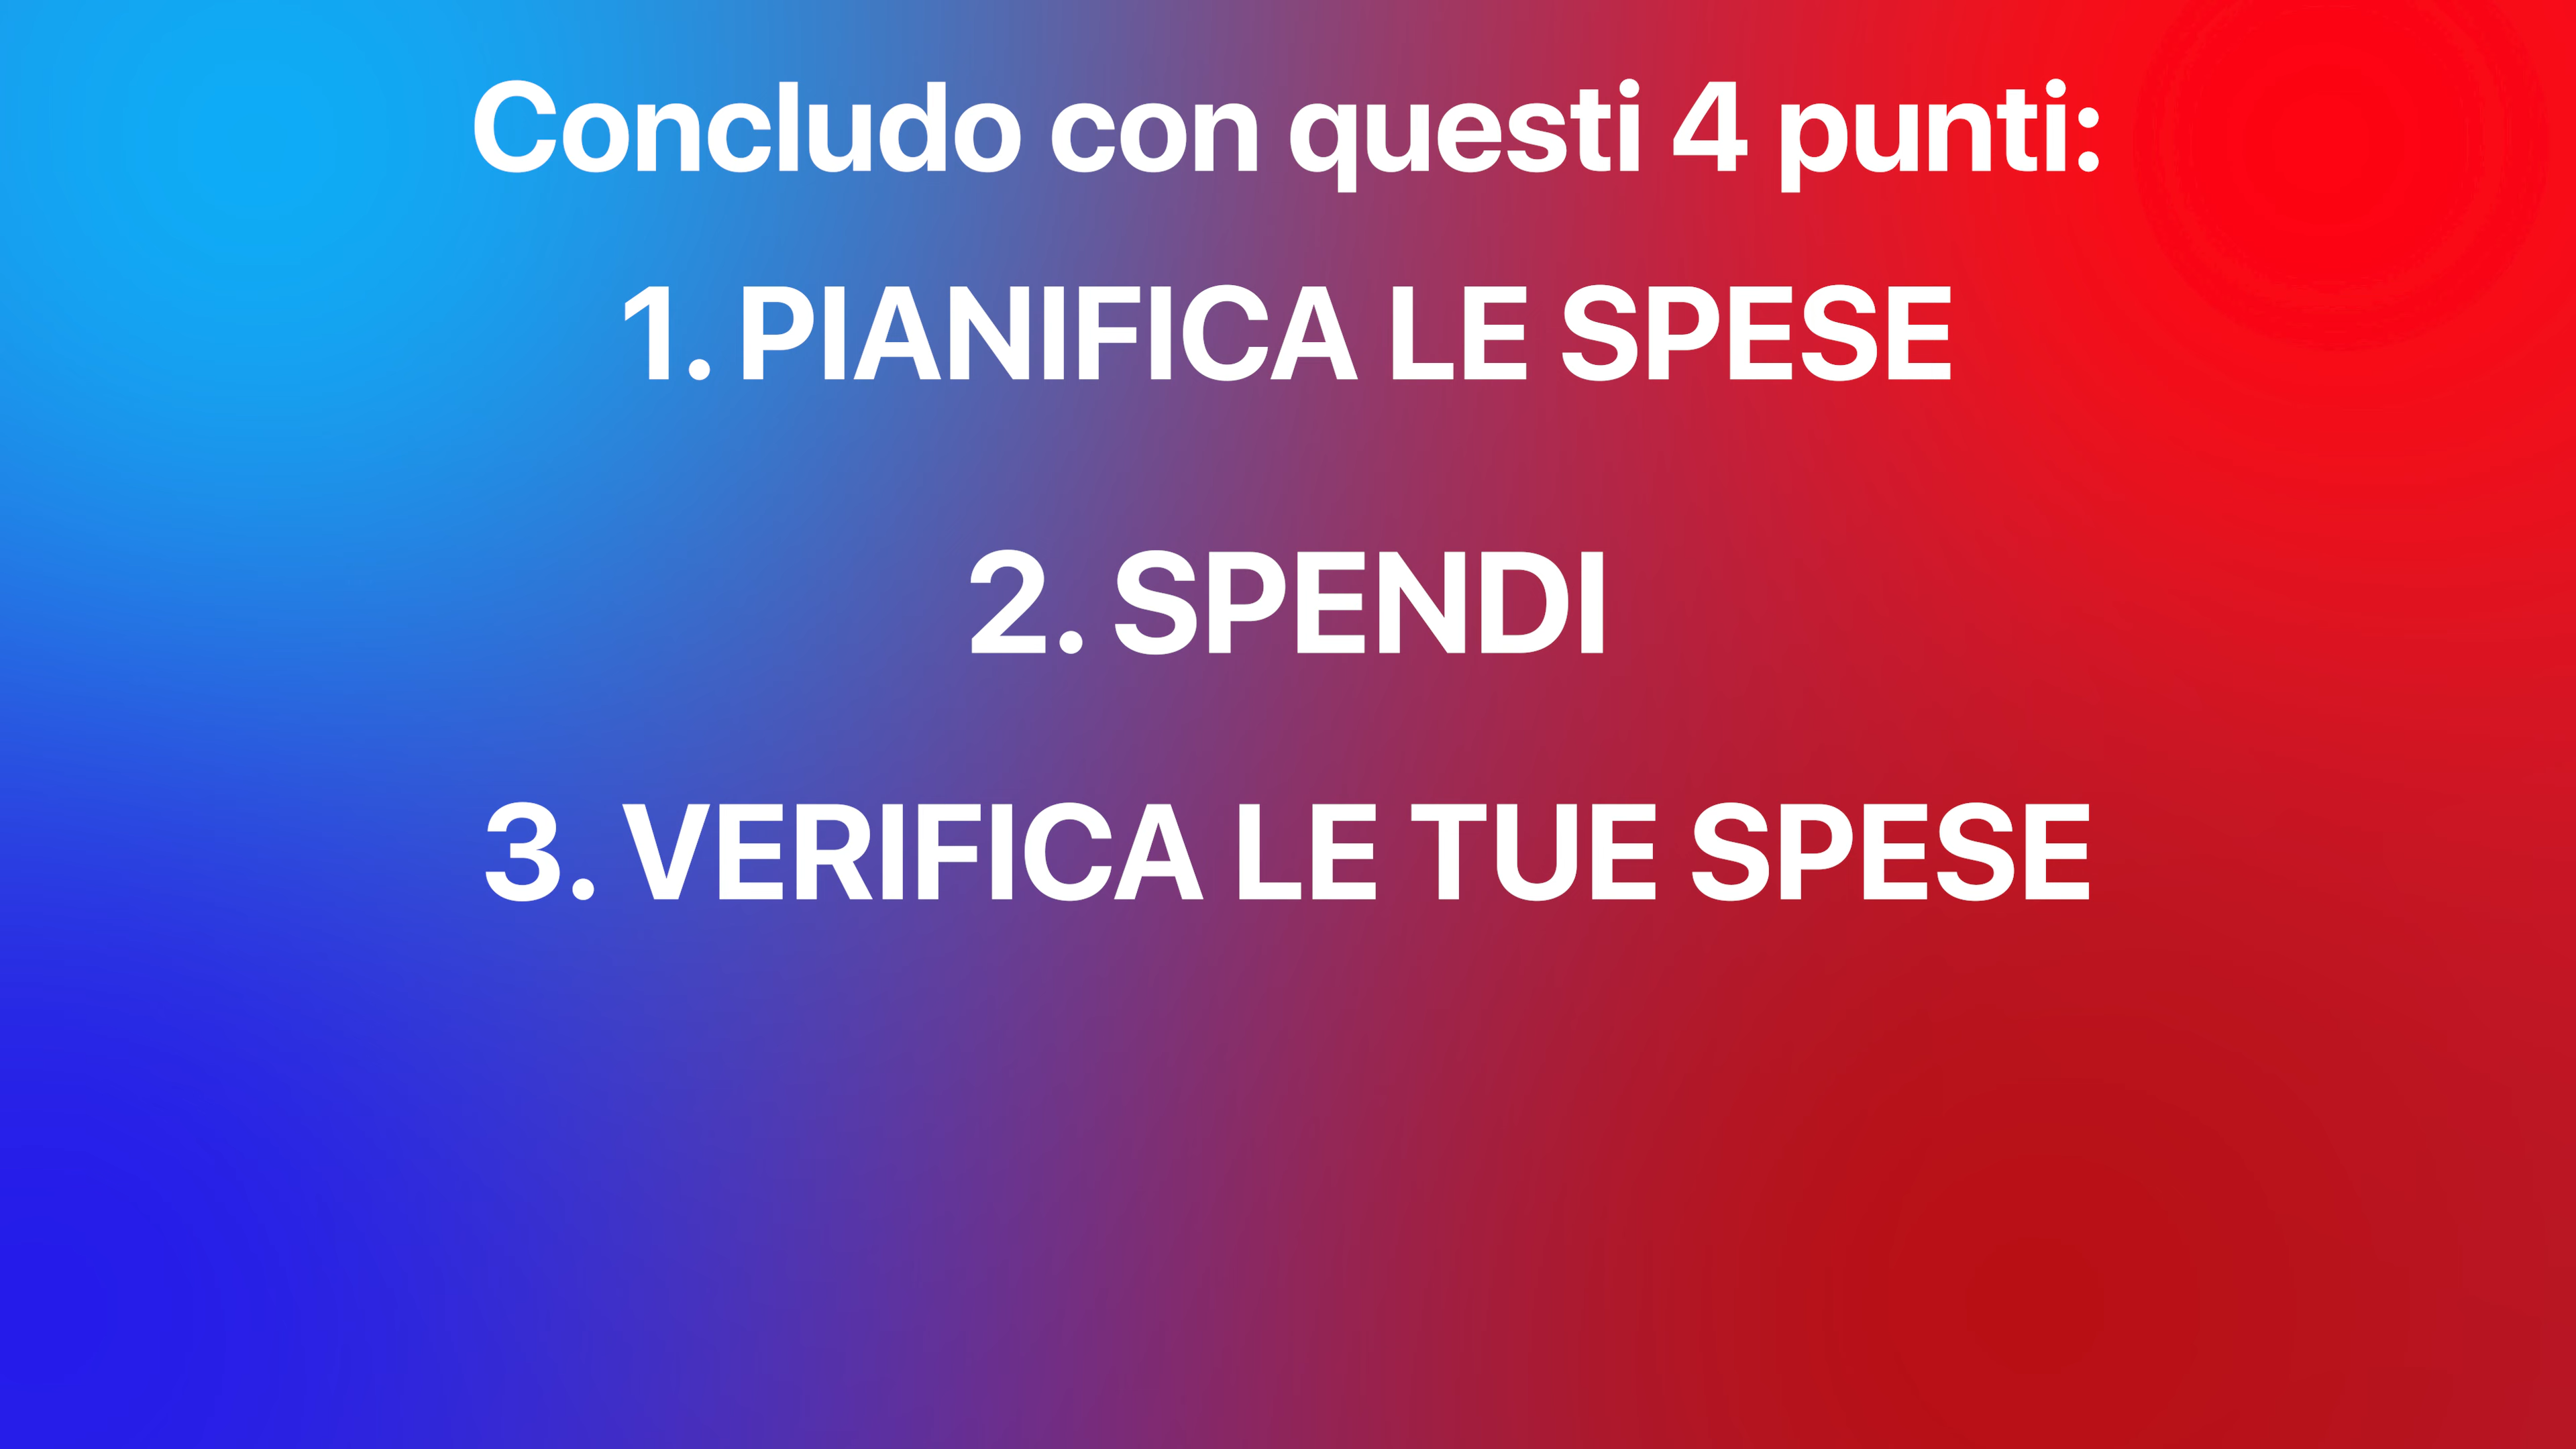 Concludo con questi 4 punti:
1. PIANIFICA LE SPESE
2. SPENDI
3. VERIFICA LE TUE SPESE